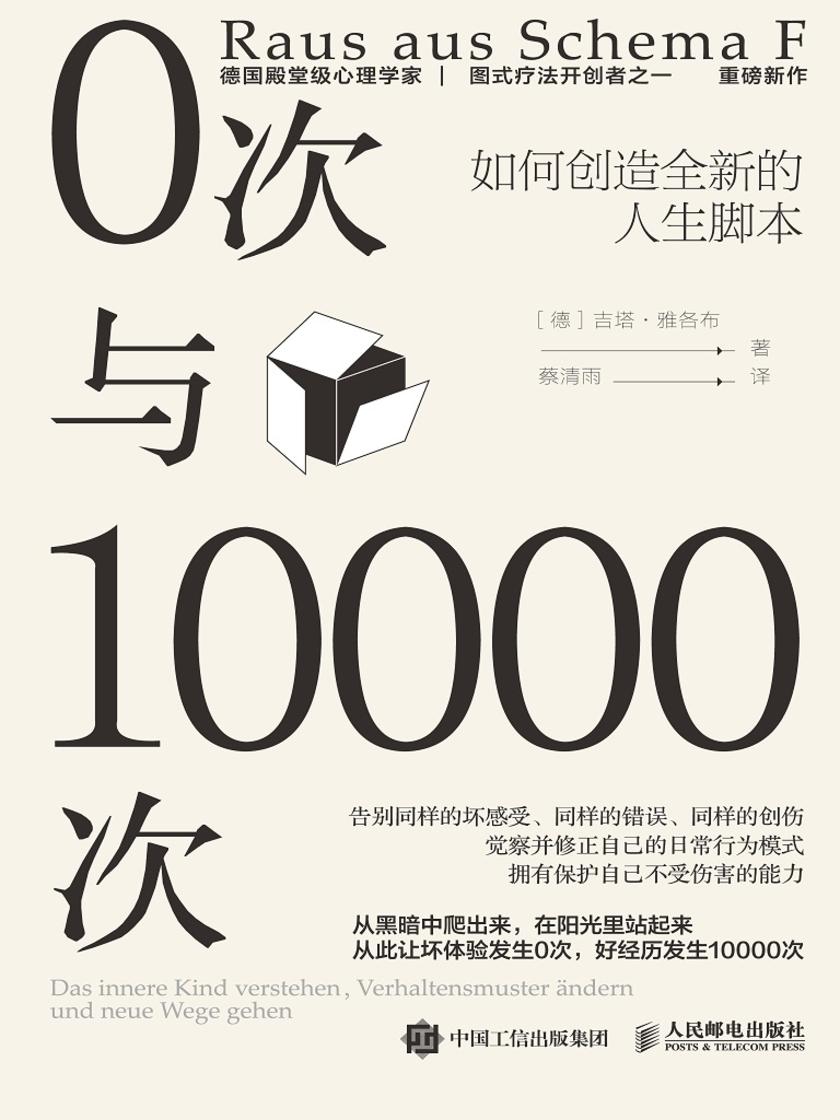 Raus aus Schema F
德国殿堂级心理学家 | 图式疗法开创者之一 重磅新作
0次
如何创造全新的
人生脚本
与
[德]吉塔·雅各布
著
蔡清雨 译
10000
次
告别同样的坏感受、同样的错误、同样的创伤
觉察并修正自己的日常行为模式
拥有保护自己不受伤害的能力
从黑暗中爬出来，在阳光里站起来
从此让坏体验发生0次，好经历发生10000次
Das innere Kind verstehen, Verhaltensmuster ändern
und neue Wege gehen
中国工信出版集团
人民邮电出版社
POSTS & TELECOM PRESS